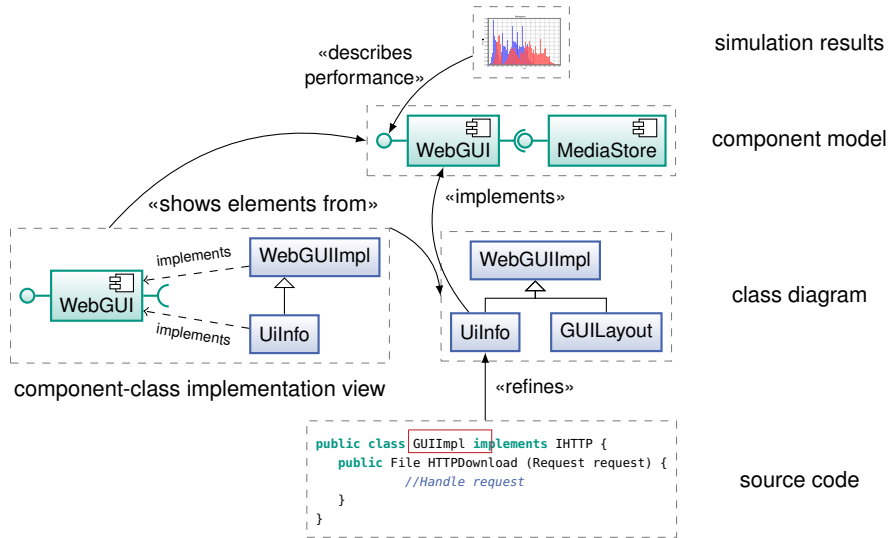 simulation results
«describes
performance»
WebGUI
MediaStore
component model
«shows elements from»
«implements»
implements
WebGUIImpl
WebGUI
implements
UiInfo
WebGUIImpl
UiInfo
GUILayout
class diagram
component-class implementation view
«refines»
public class GUIImpl implements IHTTP {
public File HTTPDownload (Request request) {
//Handle request
}
}
source code